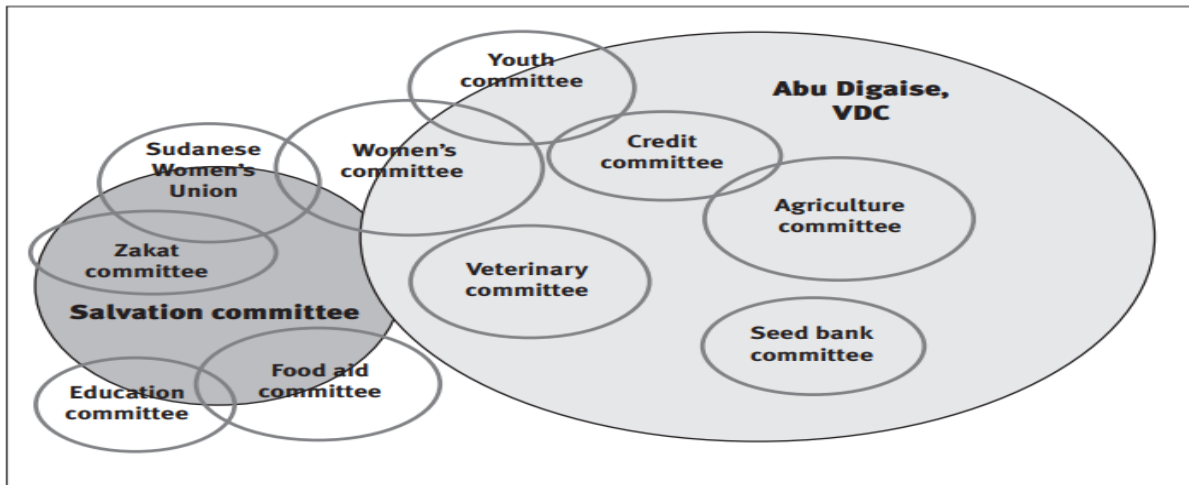 Youth
committee
Abu Digaise,
VDC
Sudanese
Women's
Union
Women's
committee
Credit
committee
Agriculture
committee
Zakat
committee
Veterinary
committee
Salvation committee
Seed bank
committee
Education
committee
Food aid
committee